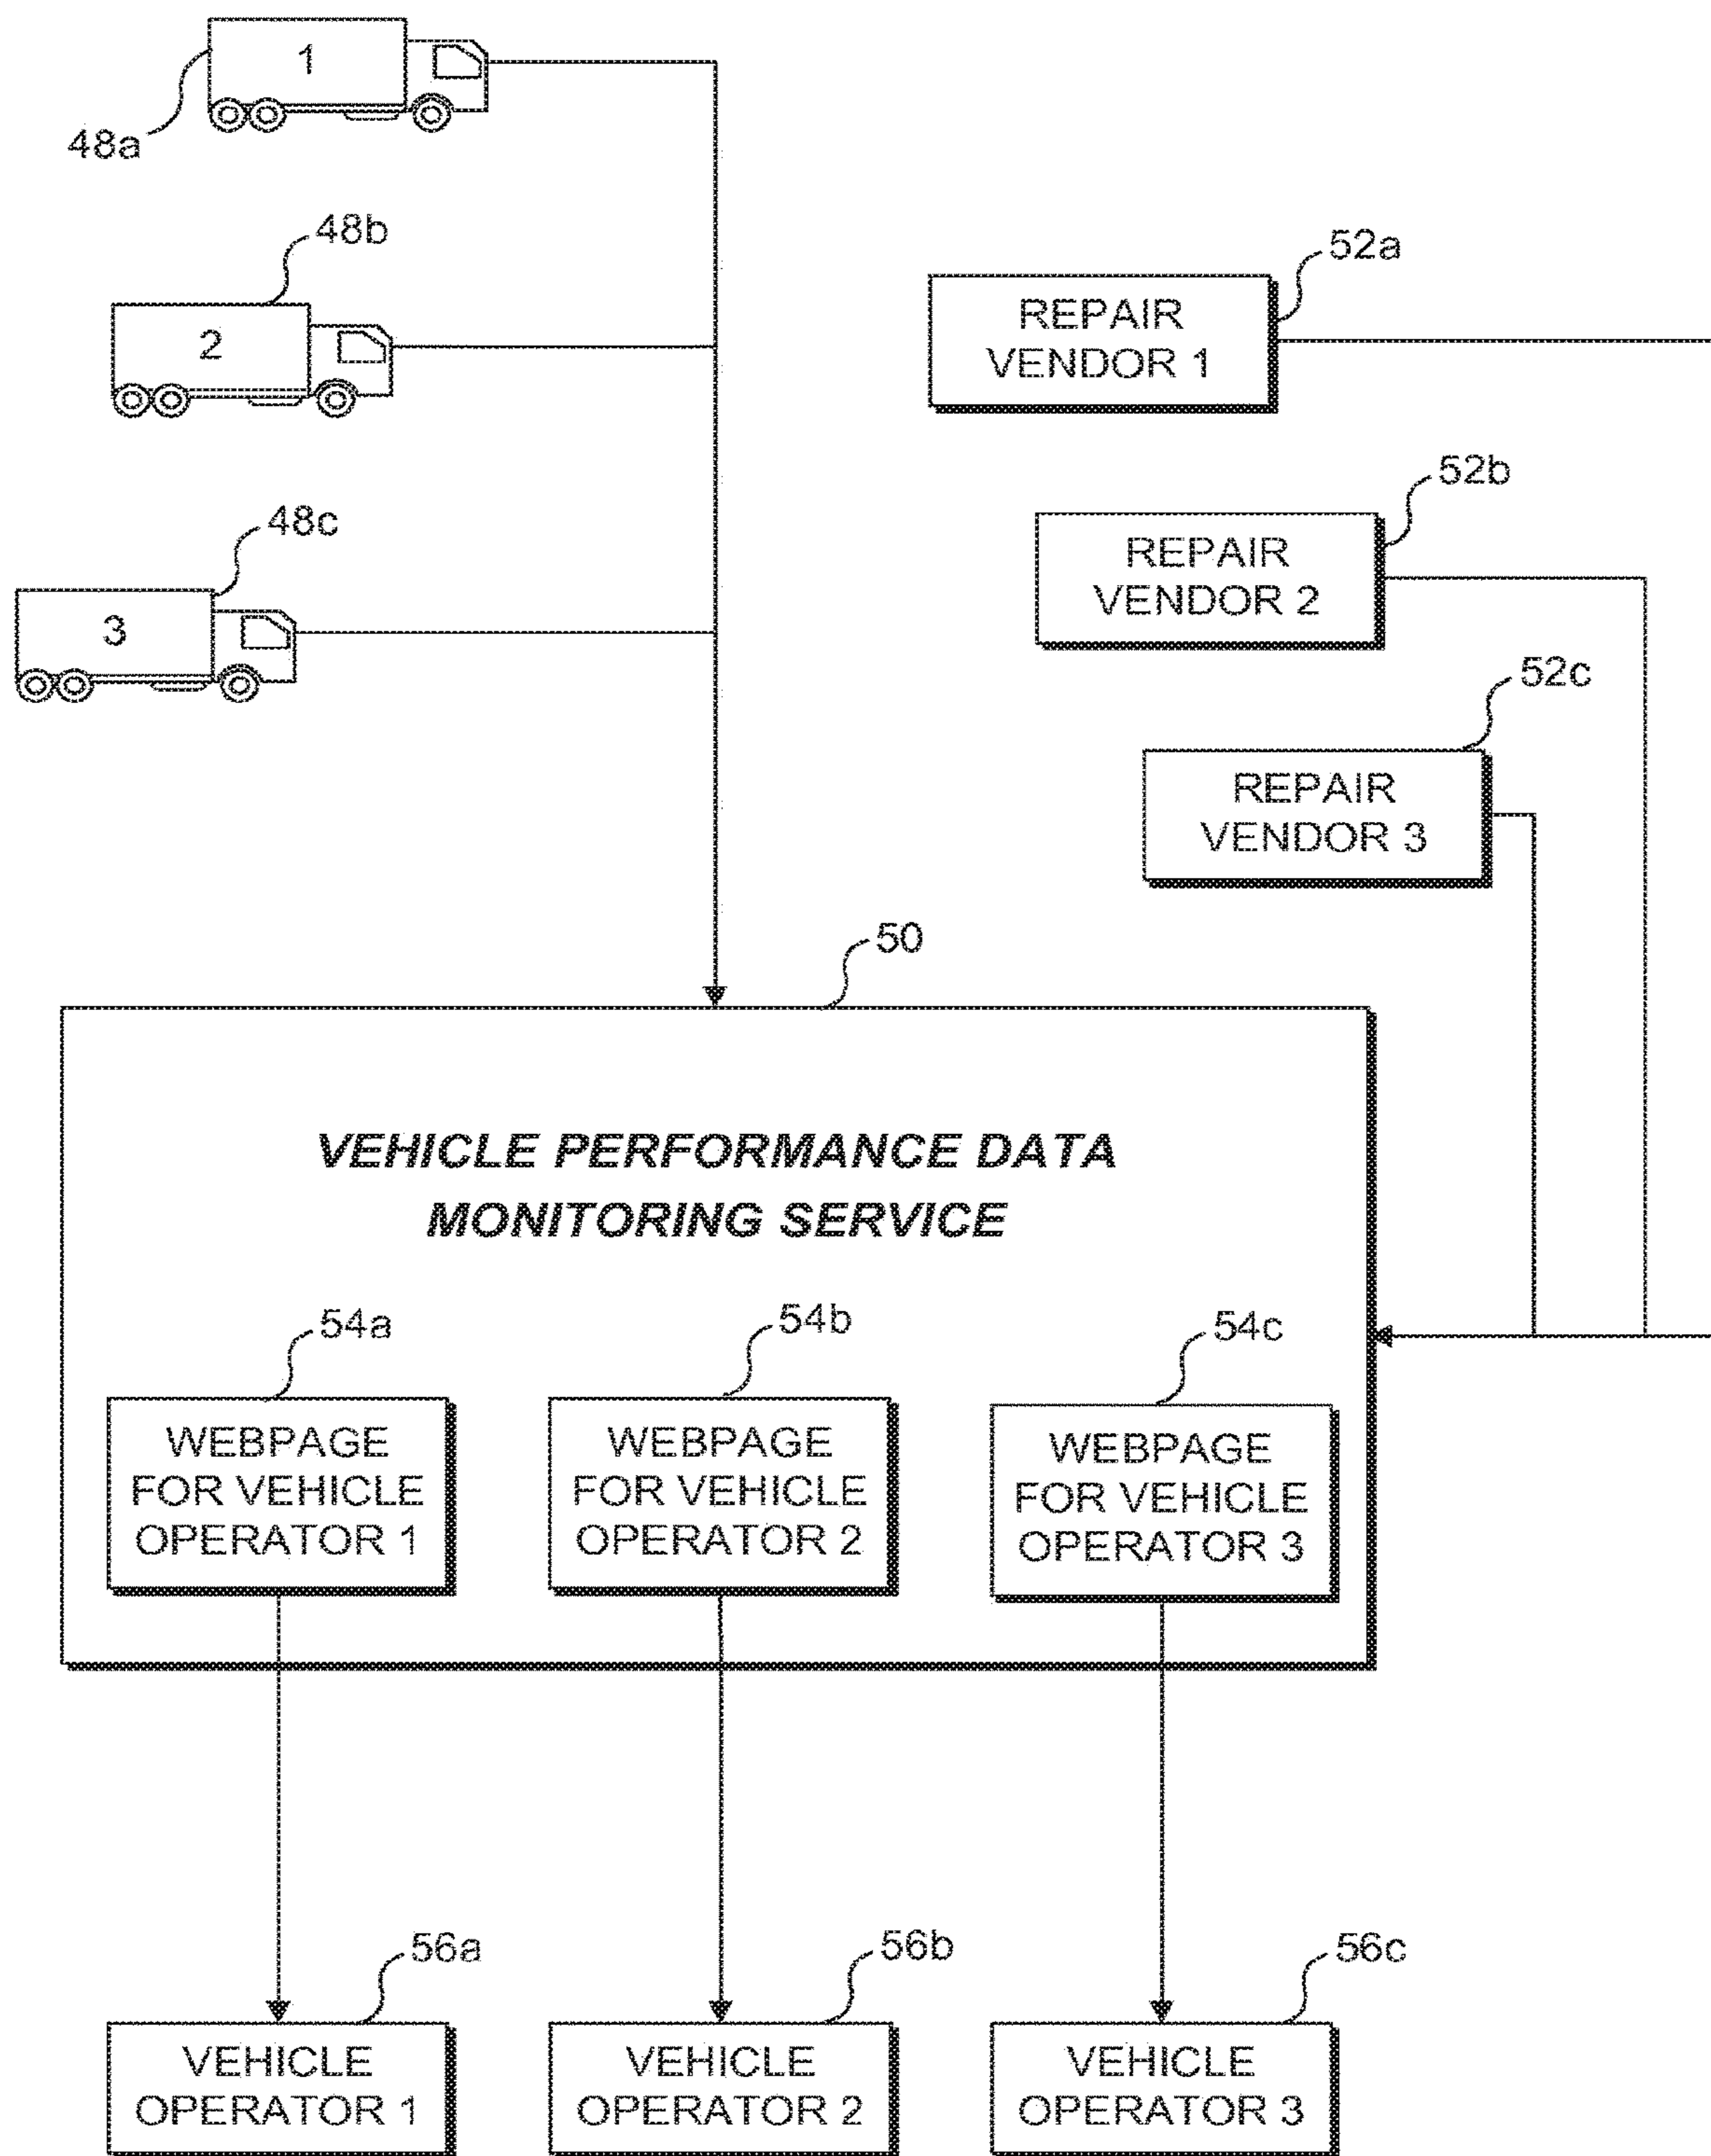 1
48a
48b
2
52a
REPAIR
VENDOR 1
52b
REPAIR
VENDOR 2
48c
3
52c
REPAIR
VENDOR 3
50
VEHICLE PERFORMANCE DATA
MONITORING SERVICE
54a
54b
54c
WEBPAGE
FOR VEHICLE
OPERATOR 1
WEBPAGE
FOR VEHICLE
OPERATOR 2
WEBPAGE
FOR VEHICLE
OPERATOR 3
56a
56b
56c
VEHICLE
OPERATOR 1
VEHICLE
OPERATOR 2
VEHICLE
OPERATOR 3